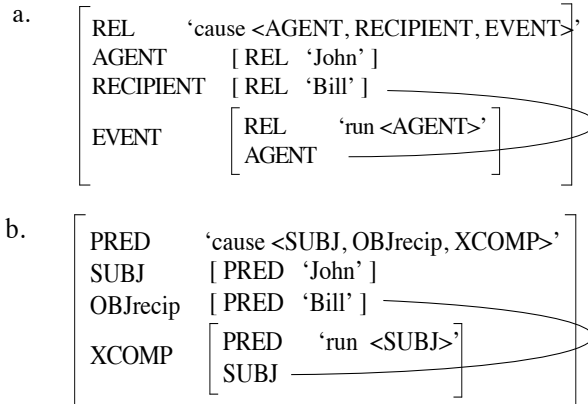 a.
REL ‘cause <AGENT, RECIPIENT, EVENT>’
AGENT [ REL ‘John’ ]
RECIPIENT [ REL ‘Bill’ ]
EVENT
REL ‘run <AGENT>’
AGENT
b.
PRED ‘cause <SUBJ, OBJrecip, XCOMP>’
SUBJ [ PRED ‘John’ ]
OBJrecip [ PRED ‘Bill’ ]
XCOMP
PRED ‘run <SUBJ>’
SUBJ